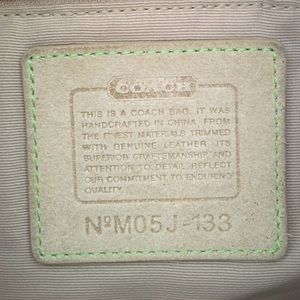 COACH
THIS IS A COACH BAG. IT WAS
HANDCRAFTED IN CHINA FROM
THE FINEST MATERIALS TRIMMED
WITH GENUINE LEATHER. ITS
SUPERIOR CRAFTSMANSHIP AND
ATTENTION TO DETAIL REFLECT
OUR COMMITMENT TO ENDURING
QUALITY.
NºM05J-133